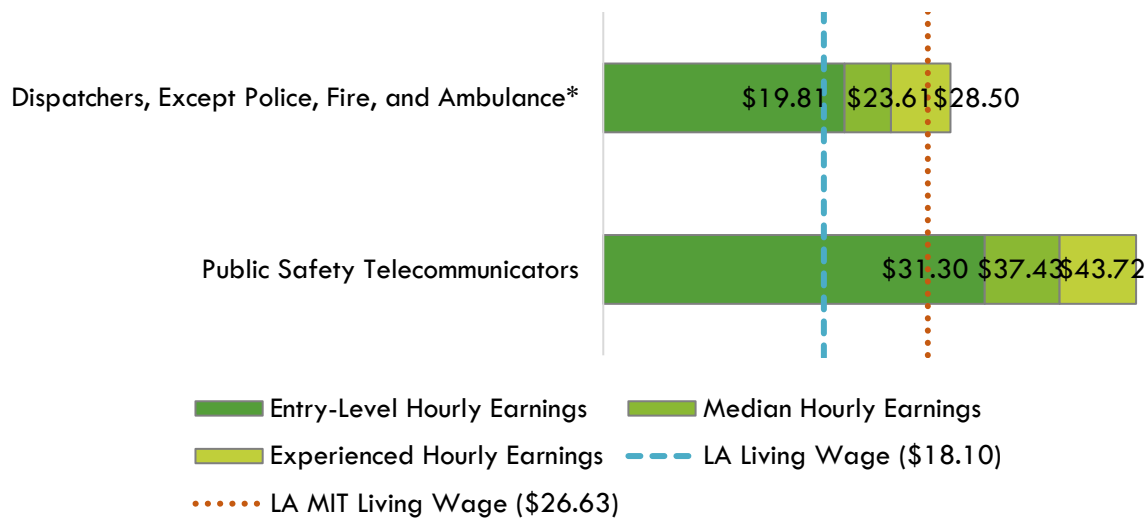 Dispatchers, Except Police, Fire, and Ambulance* $19.81 $23.61 $28.50
Public Safety Telecommunicators $31.30 $37.43 $43.72
Entry-Level Hourly Earnings Median Hourly Earnings
Experienced Hourly Earnings LA Living Wage ($18.10)
LA MIT Living Wage ($26.63)